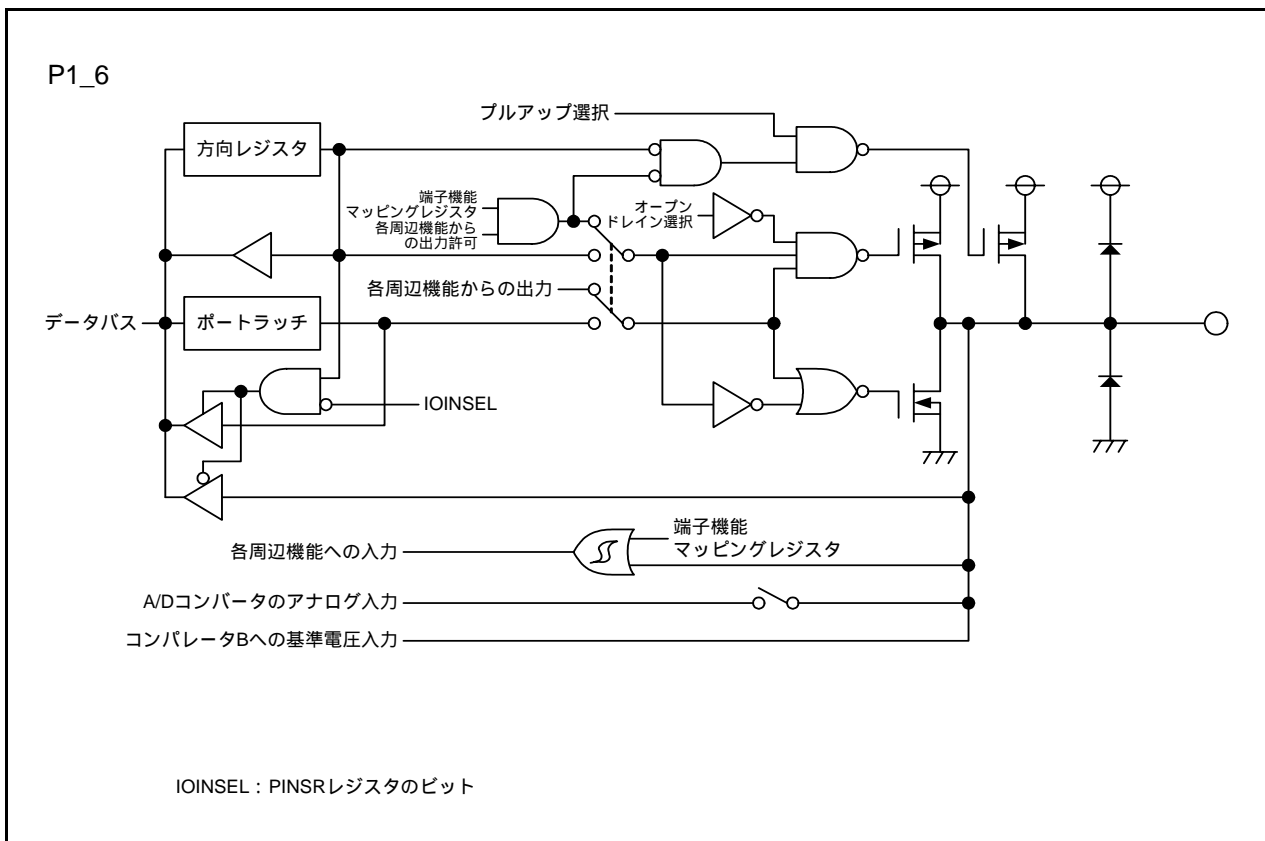 P1_6
プルアップ選択
方向レジスタ
端子機能
マッピングレジスタ
各周辺機能から
の出力許可
オープン
ドレイン選択
各周辺機能からの出力
データバス
ポートラッチ
IOINSEL
端子機能
マッピングレジスタ
各周辺機能への入力
A/Dコンバータのアナログ入力
コンパレータBへの基準電圧入力
IOINSEL：PINSRレジスタのビット